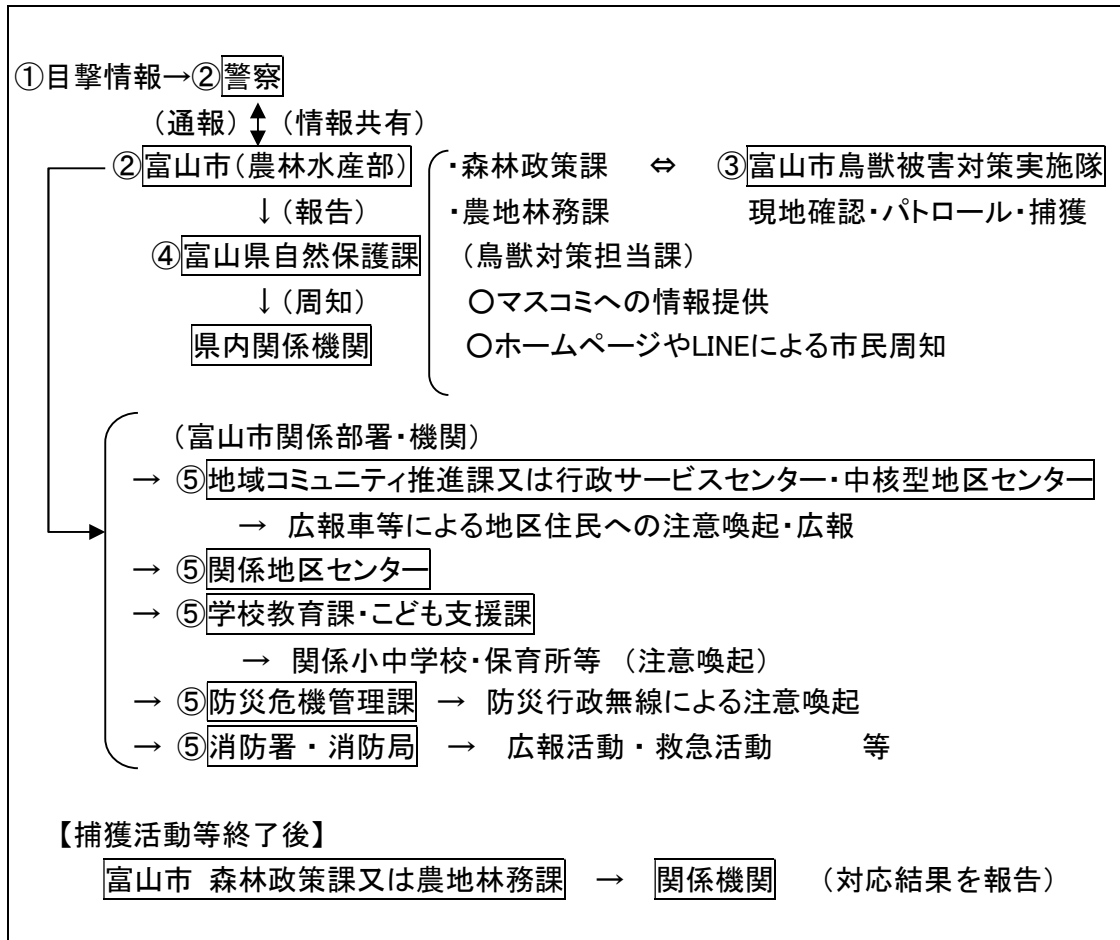 ①目撃情報→②警察
(通報) (情報共有)
②富山市(農林水産部) ・森林政策課 ⇔ ③富山市鳥獣被害対策実施隊
↓(報告) ・農地林務課 現地確認・パトロール・捕獲
④富山県自然保護課 (鳥獣対策担当課)
↓(周知) ○マスコミへの情報提供
県内関係機関 ○ホームページやLINEによる市民周知
(富山市関係部署・機関)
→ ⑤地域コミュニティ推進課又は行政サービスセンター・中核型地区センター
→ 広報車等による地区住民への注意喚起・広報
→ ⑤関係地区センター
→ ⑤学校教育課・こども支援課
→ 関係小中学校・保育所等 (注意喚起)
→ ⑤防災危機管理課 → 防災行政無線による注意喚起
→ ⑤消防署・消防局 → 広報活動・救急活動 等
【捕獲活動等終了後】
富山市 森林政策課又は農地林務課 → 関係機関 (対応結果を報告)